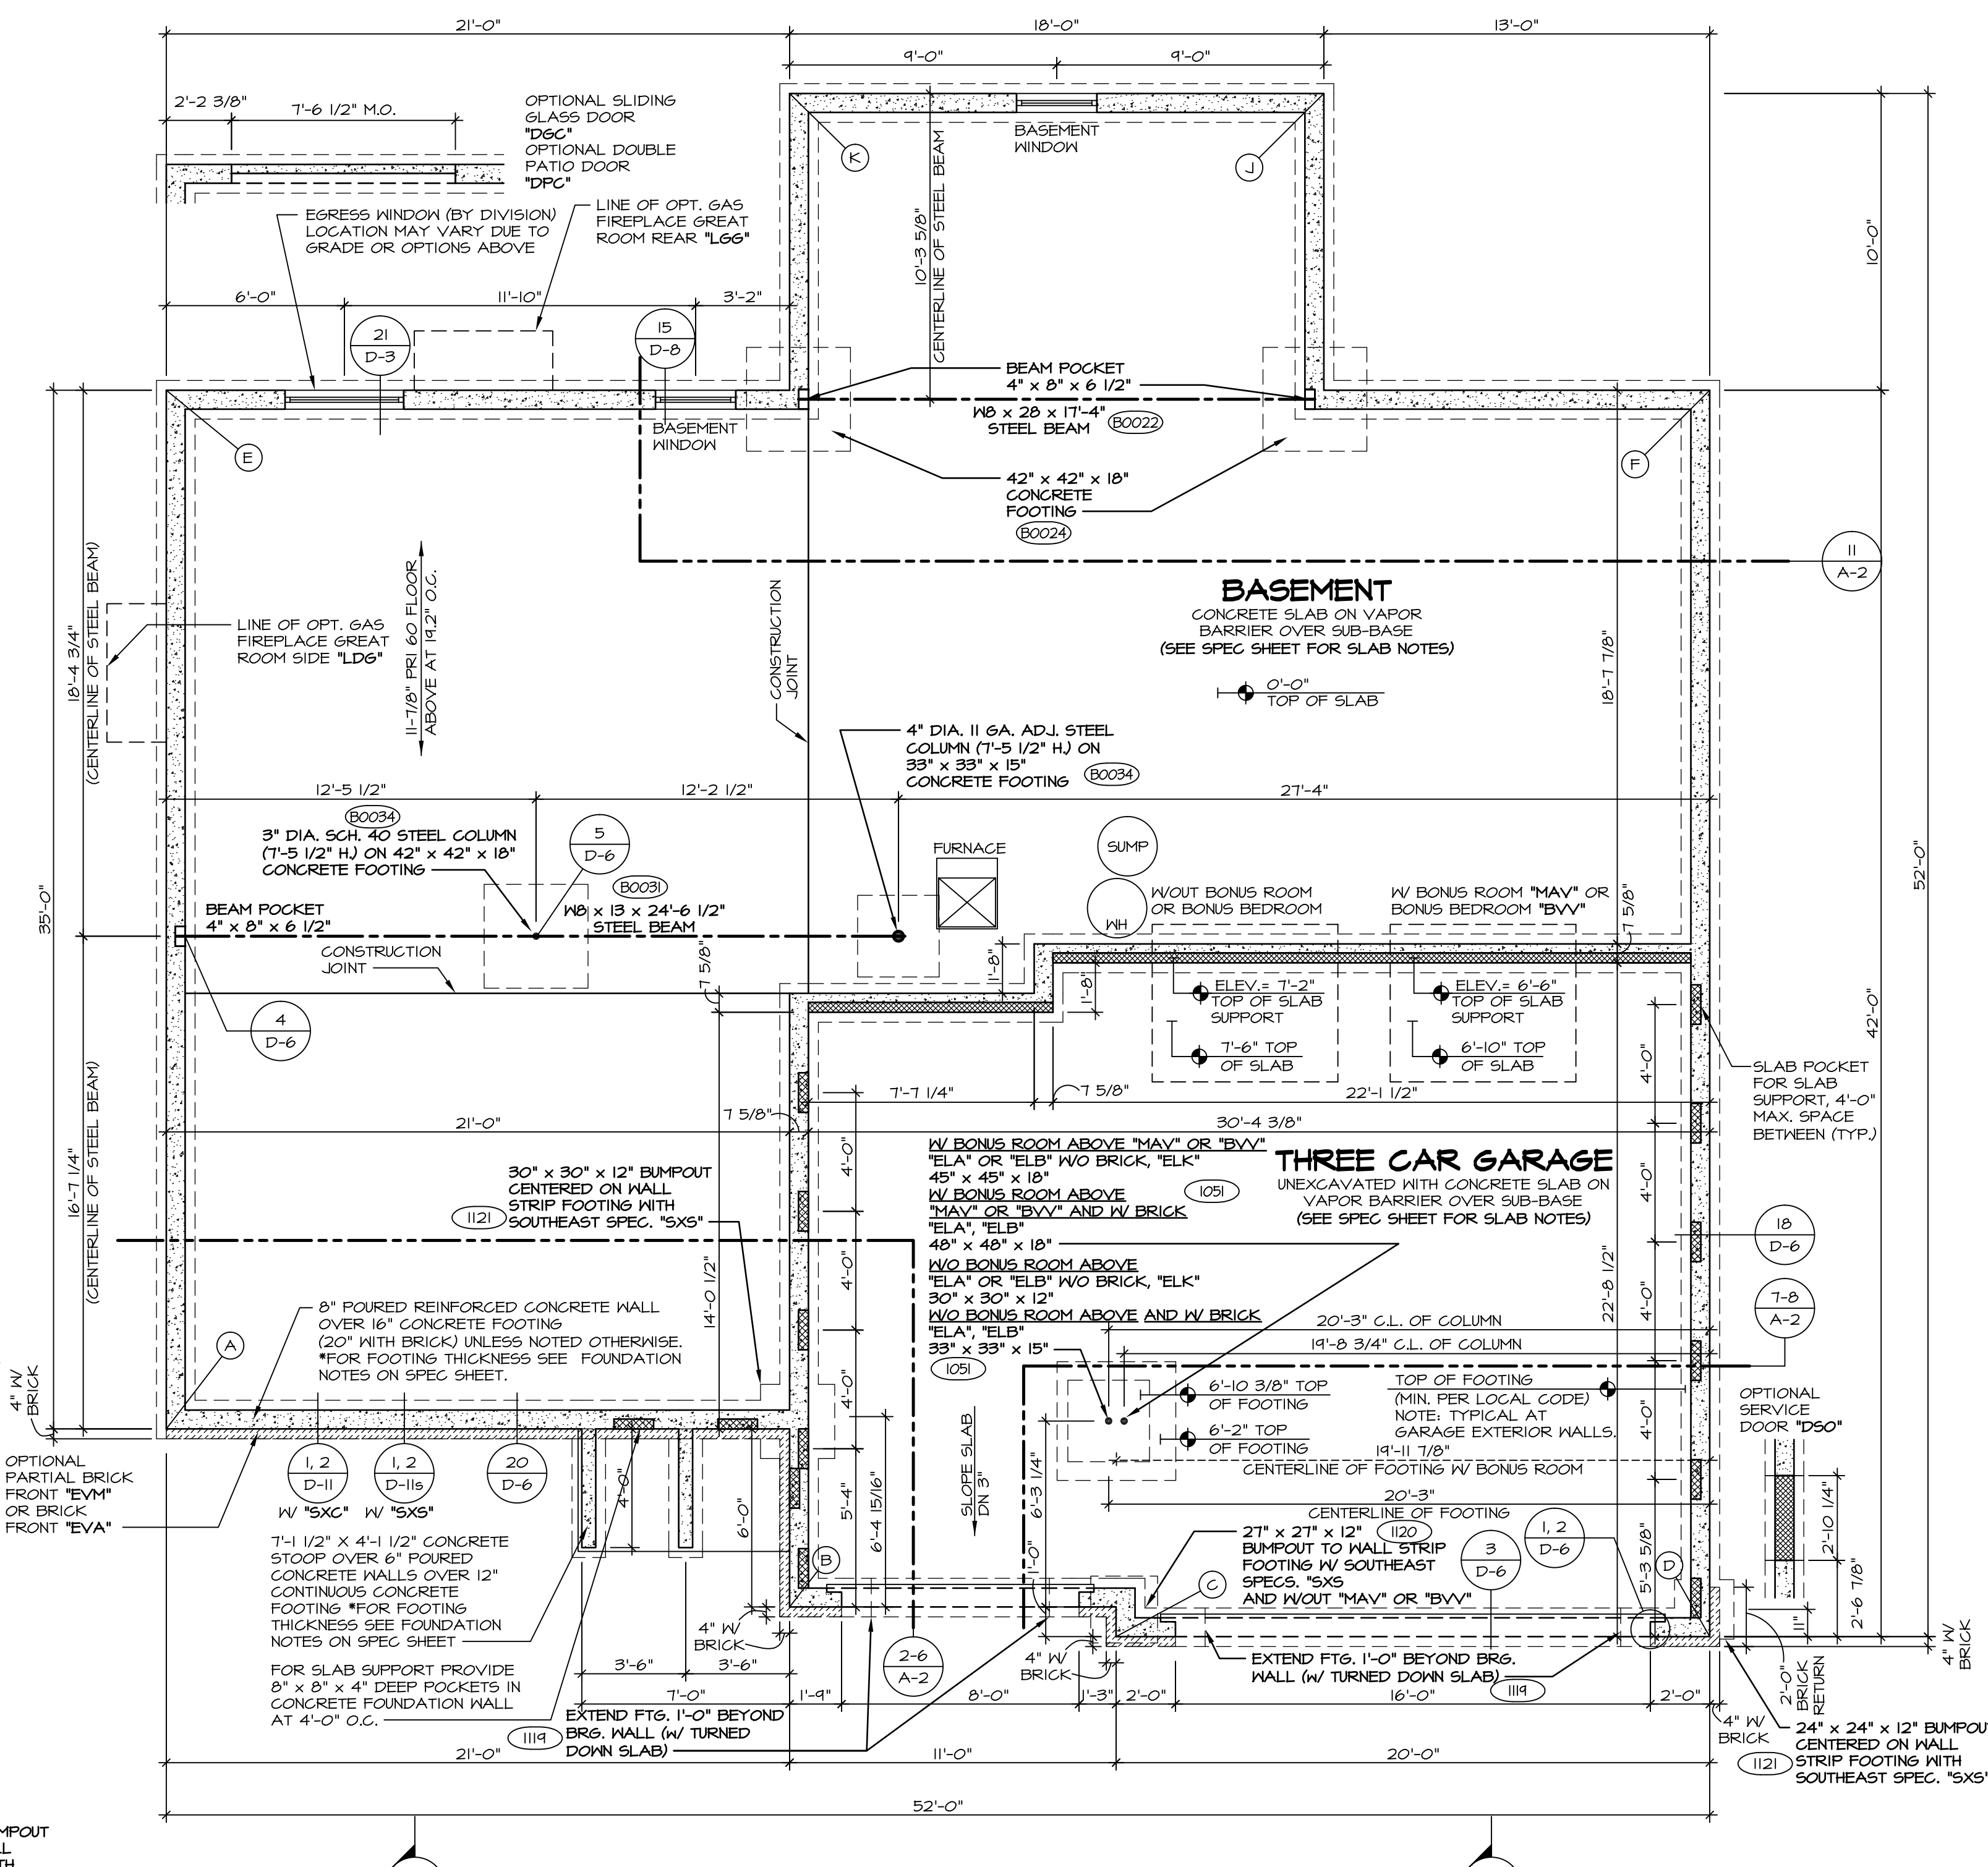 21'-0"
18'-0"
13'-0"
9'-0"
9'-0"
2'-2 3/8"
7'-6 1/2" M.O.
OPTIONAL SLIDING
GLASS DOOR
"DGC"
OPTIONAL DOUBLE
PATIO DOOR
"DPC"
K
BASEMENT
WINDOW
J
10'-3 5/8"
CENTERLINE OF STEEL BEAM
10'-0"
EGRESS WINDOW (BY DIVISION)
LOCATION MAY VARY DUE TO
GRADE OR OPTIONS ABOVE
LINE OF OPT. GAS
FIREPLACE GREAT
ROOM REAR "LGG"
6'-0"
11'-10"
3'-2"
21
D-3
15
D-8
BEAM POCKET
4" x 8" x 6 1/2"
W8 x 28 x 17'-4"
STEEL BEAM
B0022
BASEMENT
WINDOW
E
F
42" x 42" x 18"
CONCRETE
FOOTING
B0024
11
A-2
18'-4 3/4"
(CENTERLINE OF STEEL BEAM)
11-7/8" PRI 60 FLOOR
ABOVE AT 19.2" O.C.
CONSTRUCTION
JOINT
BASEMENT
CONCRETE SLAB ON VAPOR
BARRIER OVER SUB-BASE
(SEE SPEC SHEET FOR SLAB NOTES)
18'-7 7/8"
LINE OF OPT. GAS
FIREPLACE GREAT
ROOM SIDE "LDG"
0'-0"
TOP OF SLAB
4" DIA. 11 GA. ADJ. STEEL
COLUMN (7'-5 1/2" H.) ON
33" x 33" x 15"
CONCRETE FOOTING
B0034
12'-5 1/2"
12'-2 1/2"
27'-4"
B0034
3" DIA. SCH. 40 STEEL COLUMN
(7'-5 1/2" H.) ON 42" x 42" x 18"
CONCRETE FOOTING
5
D-6
FURNACE
SUMP
WH
35'-0"
52'-0"
B0031
W8 x 13 x 24'-6 1/2"
STEEL BEAM
BEAM POCKET
4" x 8" x 6 1/2"
W/OUT BONUS ROOM
OR BONUS BEDROOM
W/ BONUS ROOM "MAV" OR
BONUS BEDROOM "BVV"
7 5/8"
CONSTRUCTION
JOINT
7 5/8"
1'-8"
1'-8"
ELEV.= 7'-2"
TOP OF SLAB
SUPPORT
ELEV.= 6'-6"
TOP OF SLAB
SUPPORT
7'-6" TOP
OF SLAB
6'-10" TOP
OF SLAB
42'-0"
4
D-6
4'-0"
SLAB POCKET
FOR SLAB
SUPPORT, 4'-0"
MAX. SPACE
BETWEEN (TYP.)
7'-7 1/4"
7 5/8"
22'-1 1/2"
21'-0"
7 5/8"
30'-4 3/8"
16'-7 1/4"
(CENTERLINE OF STEEL BEAM)
4'-0"
W/ BONUS ROOM ABOVE "MAV" OR "BVV"
"ELA" OR "ELB" W/O BRICK, "ELK"
45" x 45" x 18"
W/ BONUS ROOM ABOVE
"MAV" OR "BVV" AND W/ BRICK
"ELA", "ELB"
48" x 48" x 18"
1051
W/O BONUS ROOM ABOVE
"ELA" OR "ELB" W/O BRICK, "ELK"
30" x 30" x 12"
W/O BONUS ROOM ABOVE AND W/ BRICK
"ELA", "ELB"
33" x 33" x 15"
1051
THREE CAR GARAGE
UNEXCAVATED WITH CONCRETE SLAB ON
VAPOR BARRIER OVER SUB-BASE
(SEE SPEC SHEET FOR SLAB NOTES)
4'-0"
30" x 30" x 12" BUMPOUT
CENTERED ON WALL
STRIP FOOTING WITH
SOUTHEAST SPEC. "SXS"
1121
18
D-6
14'-0 1/2"
4'-0"
22'-8 1/2"
4'-0"
7-8
A-2
8" POURED REINFORCED CONCRETE WALL
OVER 16" CONCRETE FOOTING
(20" WITH BRICK) UNLESS NOTED OTHERWISE.
*FOR FOOTING THICKNESS SEE FOUNDATION
NOTES ON SPEC SHEET.
A
20'-3" C.L. OF COLUMN
19'-8 3/4" C.L. OF COLUMN
4" W/
BRICK
4'-0"
6'-10 3/8" TOP
OF FOOTING
6'-2" TOP
OF FOOTING
TOP OF FOOTING
(MIN. PER LOCAL CODE)
NOTE: TYPICAL AT
GARAGE EXTERIOR WALLS.
4'-0"
OPTIONAL
SERVICE
DOOR "DSO"
SLOPE SLAB
DN 3"
6'-3 1/4"
19'-11 7/8"
CENTERLINE OF FOOTING W/ BONUS ROOM
20'-3"
CENTERLINE OF FOOTING
OPTIONAL
PARTIAL BRICK
FRONT "EVM"
OR BRICK
FRONT "EVA"
1, 2
D-11
W/ "SXC"
1, 2
D-11s
W/ "SXS"
20
D-6
4'-0"
6'-0"
5'-4"
6'-4 15/16"
7'-1 1/2" X 4'-1 1/2" CONCRETE
STOOP OVER 6" POURED
CONCRETE WALLS OVER 12"
CONTINUOUS CONCRETE
FOOTING *FOR FOOTING
THICKNESS SEE FOUNDATION
NOTES ON SPEC SHEET
B
1'-0"
27" x 27" x 12"
1120
BUMPOUT TO WALL STRIP
FOOTING W/ SOUTHEAST
SPECS. "SXS
AND W/OUT "MAV" OR "BVV"
C
3
D-6
1, 2
D-6
5'-3 5/8"
D
2'-10 1/4"
2'-6 7/8"
11"
4" W/
BRICK
4" W/
BRICK
EXTEND FTG. 1'-0" BEYOND BRG.
WALL (W/ TURNED DOWN SLAB)
1119
2'-0"
BRICK
RETURN
4" W/
BRICK
FOR SLAB SUPPORT PROVIDE
8" x 8" x 4" DEEP POCKETS IN
CONCRETE FOUNDATION WALL
AT 4'-0" O.C.
3'-6"
3'-6"
2-6
A-2
7'-0"
1'-9"
8'-0"
1'-3"
2'-0"
16'-0"
2'-0"
4" W/
BRICK
1119
EXTEND FTG. 1'-0" BEYOND
BRG. WALL (W/ TURNED
DOWN SLAB)
24" x 24" x 12" BUMPOU
CENTERED ON WALL
STRIP FOOTING WITH
SOUTHEAST SPEC. "SXS"
1121
21'-0"
11'-0"
20'-0"
52'-0"
MPOUT